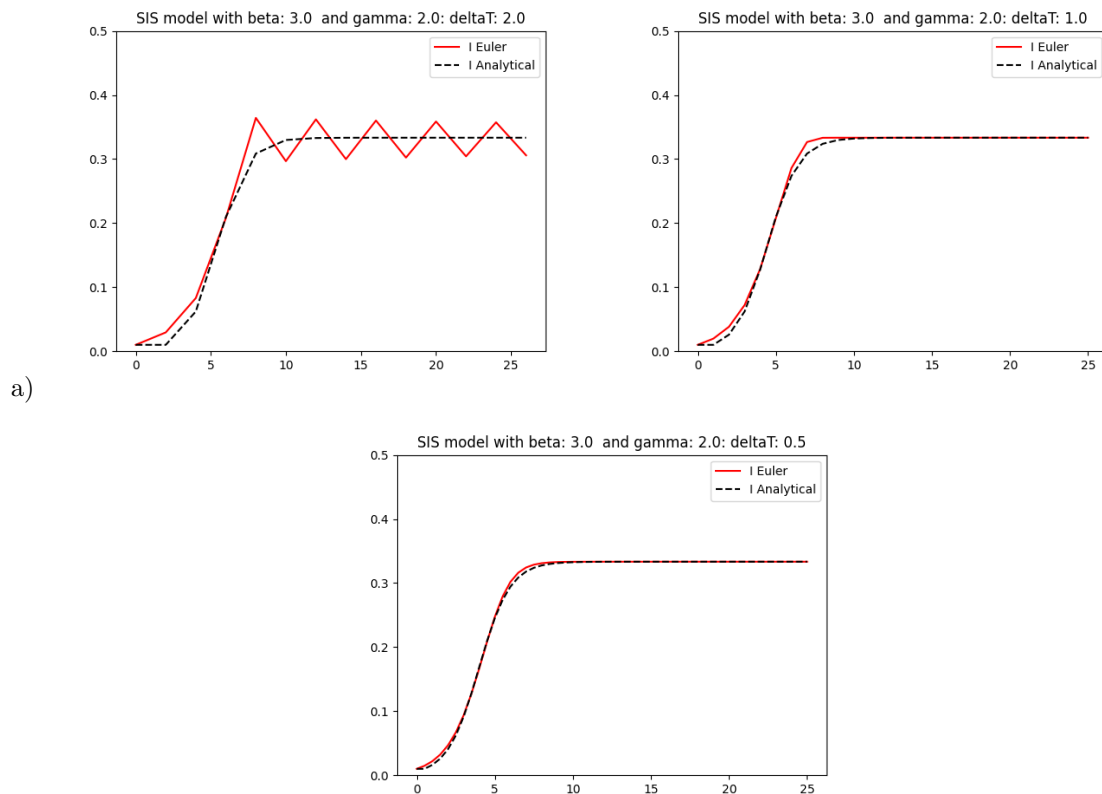 SIS model with beta: 3.0  and gamma: 2.0: deltaT: 2.0
0.5
0.4
0.3
0.2
0.1
0.0
0 5 10 15 20 25
I Euler
I Analytical
SIS model with beta: 3.0  and gamma: 2.0: deltaT: 1.0
0.5
0.4
0.3
0.2
0.1
0.0
0 5 10 15 20 25
I Euler
I Analytical
a)
SIS model with beta: 3.0  and gamma: 2.0: deltaT: 0.5
0.5
0.4
0.3
0.2
0.1
0.0
0 5 10 15 20 25
I Euler
I Analytical